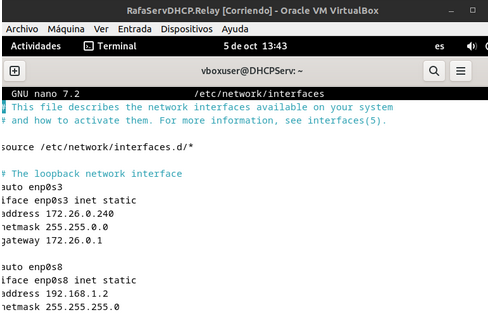 RafaServDHCP.Relay [Corriendo] - Oracle VM VirtualBox
Archivo Máquina Ver Entrada Dispositivos Ayuda
Actividades Terminal 5 de oct 13:43 es
vboxuser@DHCPServ: ~
GNU nano 7.2 /etc/network/interfaces
# This file describes the network interfaces available on your system
# and how to activate them. For more information, see interfaces(5).
source /etc/network/interfaces.d/*
# The loopback network interface
auto enp0s3
iface enp0s3 inet static
address 172.26.0.240
netmask 255.255.0.0
gateway 172.26.0.1
auto enp0s8
iface enp0s8 inet static
address 192.168.1.2
netmask 255.255.255.0